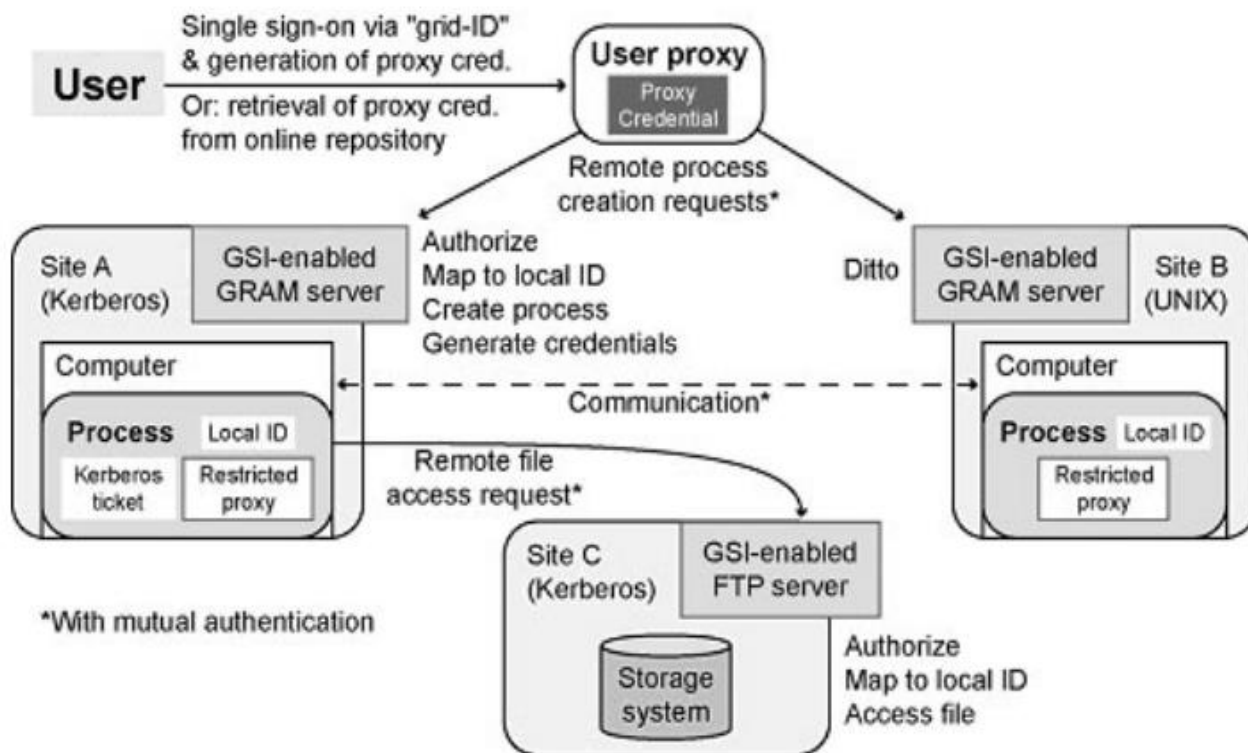 Single sign-on via "grid-ID"
& generation of proxy cred.
User
Or: retrieval of proxy cred.
from online repository
User proxy
Proxy
Credential
Remote process
creation requests*
Site A
(Kerberos)
GSI-enabled
GRAM server
Authorize
Map to local ID
Create process
Generate credentials
Ditto
GSI-enabled
GRAM server
Site B
(UNIX)
Computer
Process
Local ID
Kerberos
ticket
Restricted
proxy
Communication*
Computer
Process
Local ID
Restricted
proxy
Remote file
access request*
Site C
(Kerberos)
GSI-enabled
FTP server
*With mutual authentication
Storage
system
Authorize
Map to local ID
Access file